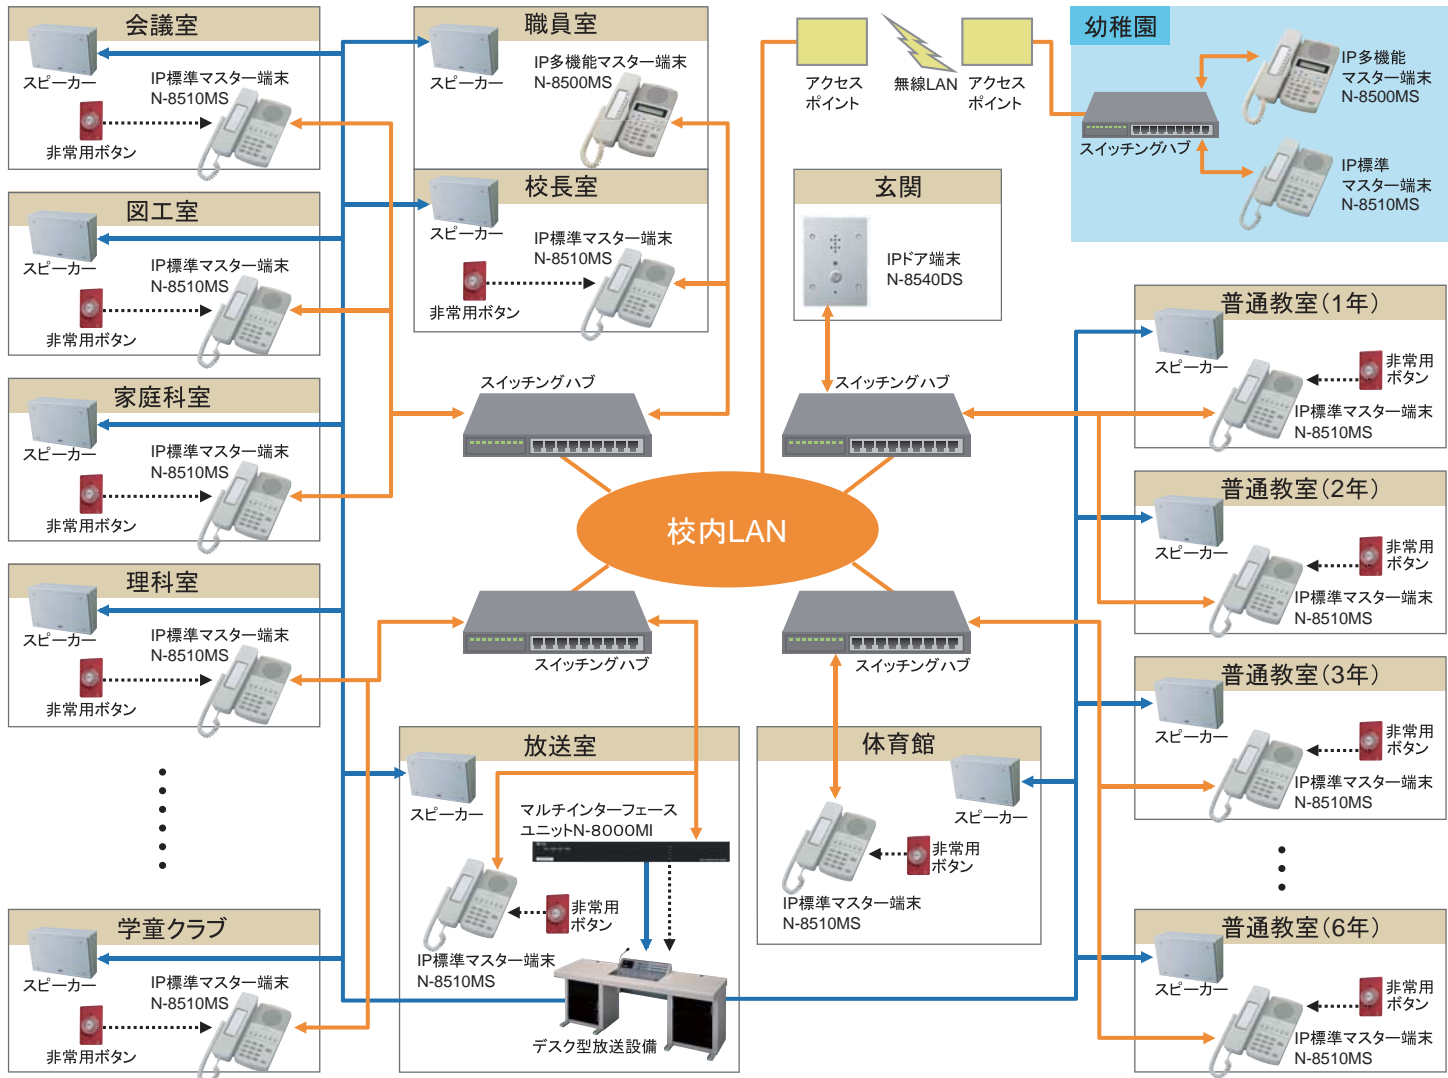 会議室
スピーカー
IP標準マスター端末
N-8510MS
非常用ボタン
図工室
スピーカー
IP標準マスター端末
N-8510MS
非常用ボタン
家庭科室
スピーカー
IP標準マスター端末
N-8510MS
非常用ボタン
理科室
スピーカー
IP標準マスター端末
N-8510MS
非常用ボタン
学童クラブ
スピーカー
IP標準マスター端末
N-8510MS
非常用ボタン
職員室
スピーカー
IP多機能マスター端末
N-8500MS
校長室
スピーカー
IP標準マスター端末
N-8510MS
非常用ボタン
アクセス
ポイント
無線LAN
アクセス
ポイント
幼稚園
スイッチングハブ
IP多機能
マスター端末
N-8500MS
IP標準
マスター端末
N-8510MS
玄関
IPドア端末
N-8540DS
スイッチングハブ
スイッチングハブ
校内LAN
スイッチングハブ
スイッチングハブ
放送室
スピーカー
マルチインターフェース
ユニットN-8000MI
非常用
ボタン
IP標準マスター端末
N-8510MS
デスク型放送設備
体育館
スピーカー
非常用
ボタン
IP標準マスター端末
N-8510MS
普通教室(1年)
スピーカー
非常用
ボタン
IP標準マスター端末
N-8510MS
普通教室(2年)
スピーカー
非常用
ボタン
IP標準マスター端末
N-8510MS
普通教室(3年)
スピーカー
非常用
ボタン
IP標準マスター端末
N-8510MS
普通教室(6年)
スピーカー
非常用
ボタン
IP標準マスター端末
N-8510MS